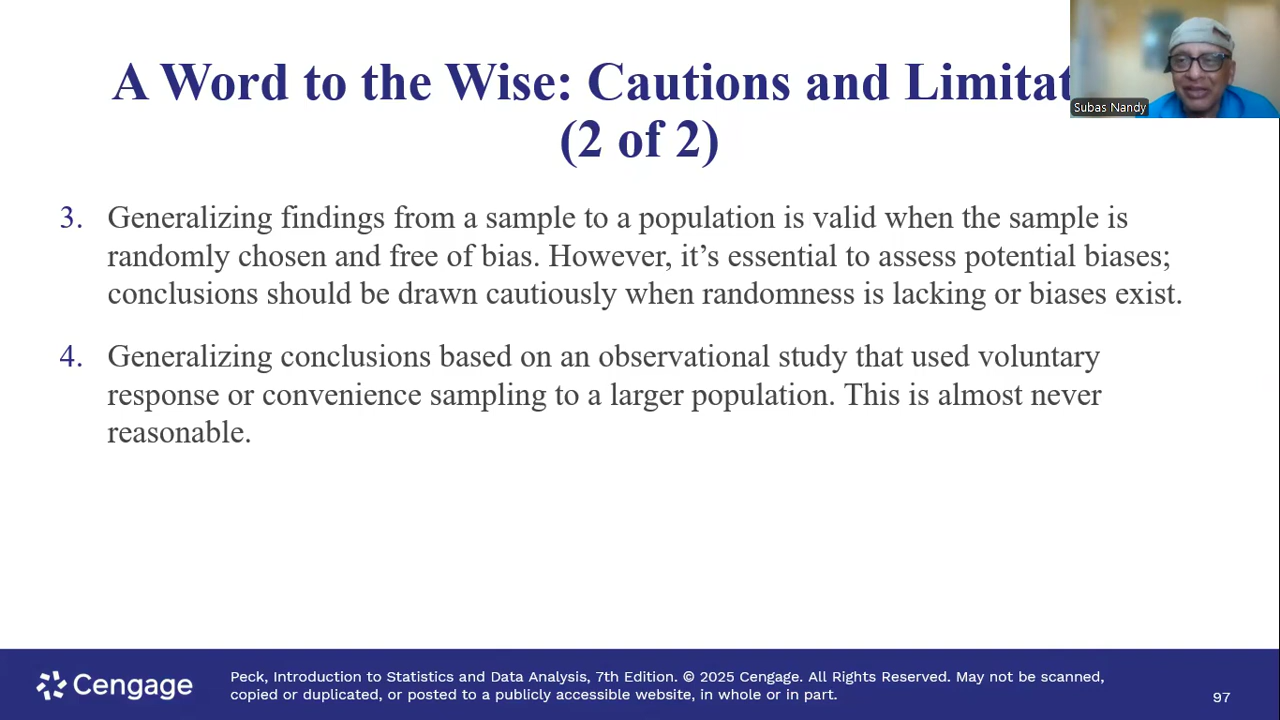 A Word to the Wise: Cautions and
(2 of 2)
Subas Nandy
3. Generalizing findings from a sample to a population is valid when the sample is
randomly chosen and free of bias. However, it’s essential to assess potential biases;
conclusions should be drawn cautiously when randomness is lacking or biases exist.
4. Generalizing conclusions based on an observational study that used voluntary
response or convenience sampling to a larger population. This is almost never
reasonable.
Cengage
Peck, Introduction to Statistics and Data Analysis, 7th Edition. © 2025 Cengage. All Rights Reserved. May not be scanned,
copied or duplicated, or posted to a publicly accessible website, in whole or in part.
97